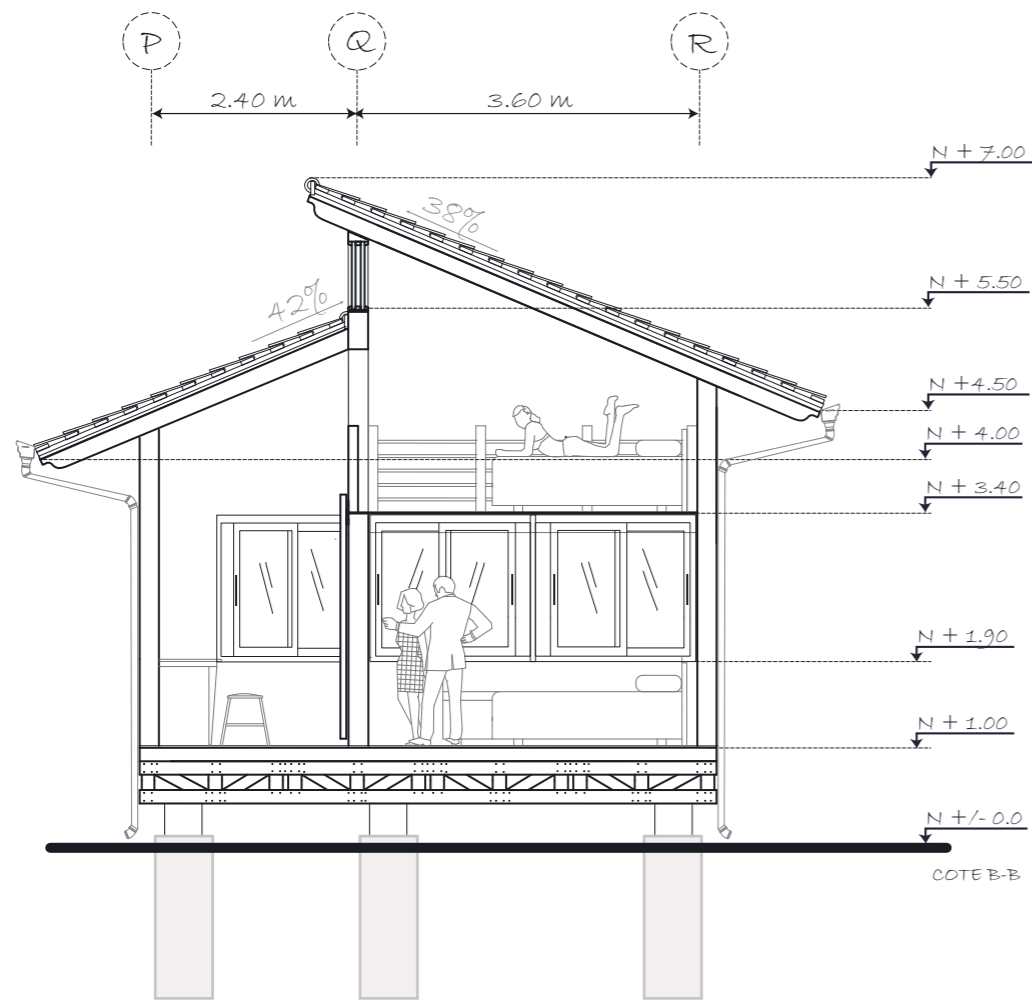 P
Q
R
2.40 m
3.60 m
N + 7.00
38%
N + 5.50
42%
N +4.50
N + 4.00
N + 3.40
N + 1.90
N + 1.00
N +/- 0.0
COTE B-B